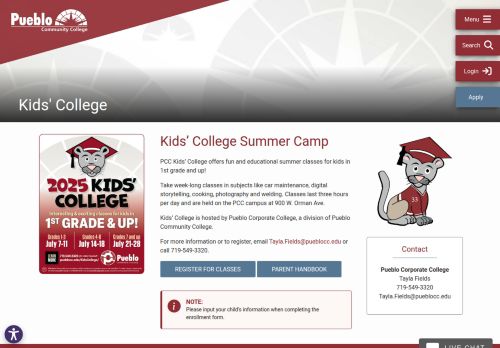 Pueblo
Community College
Menu
Search
Login
Apply
Kids' College
2025 KIDS'
COLLEGE
Interesting & exciting classes for kids in
1ST GRADE & UP!
Grades 1-3
July 7-11
Grades 4-6
July 14-18
Grades 7 and up
July 21-28
LEARN
MORE
Pueblo
Kids' College Summer Camp
PCC Kids' College offers fun and educational summer classes for kids in
1st grade and up!
Take week-long classes in subjects like car maintenance, digital
storytelling, cooking, photography and welding. Classes last three hours
per day and are held on the PCC campus at 900 W. Orman Ave.
Kids' College is hosted by Pueblo Corporate College, a division of Pueblo
Community College.
For more information or to register, email Tayla.Fields@pueblocc.edu or
call 719-549-3320.
REGISTER FOR CLASSES
PARENT HANDBOOK
NOTE:
Please input your child's information when completing the
enrollment form.
33
Contact
Pueblo Corporate College
Tayla Fields
719-549-3320
Tayla.Fields@pueblocc.edu
LIVE CHAT